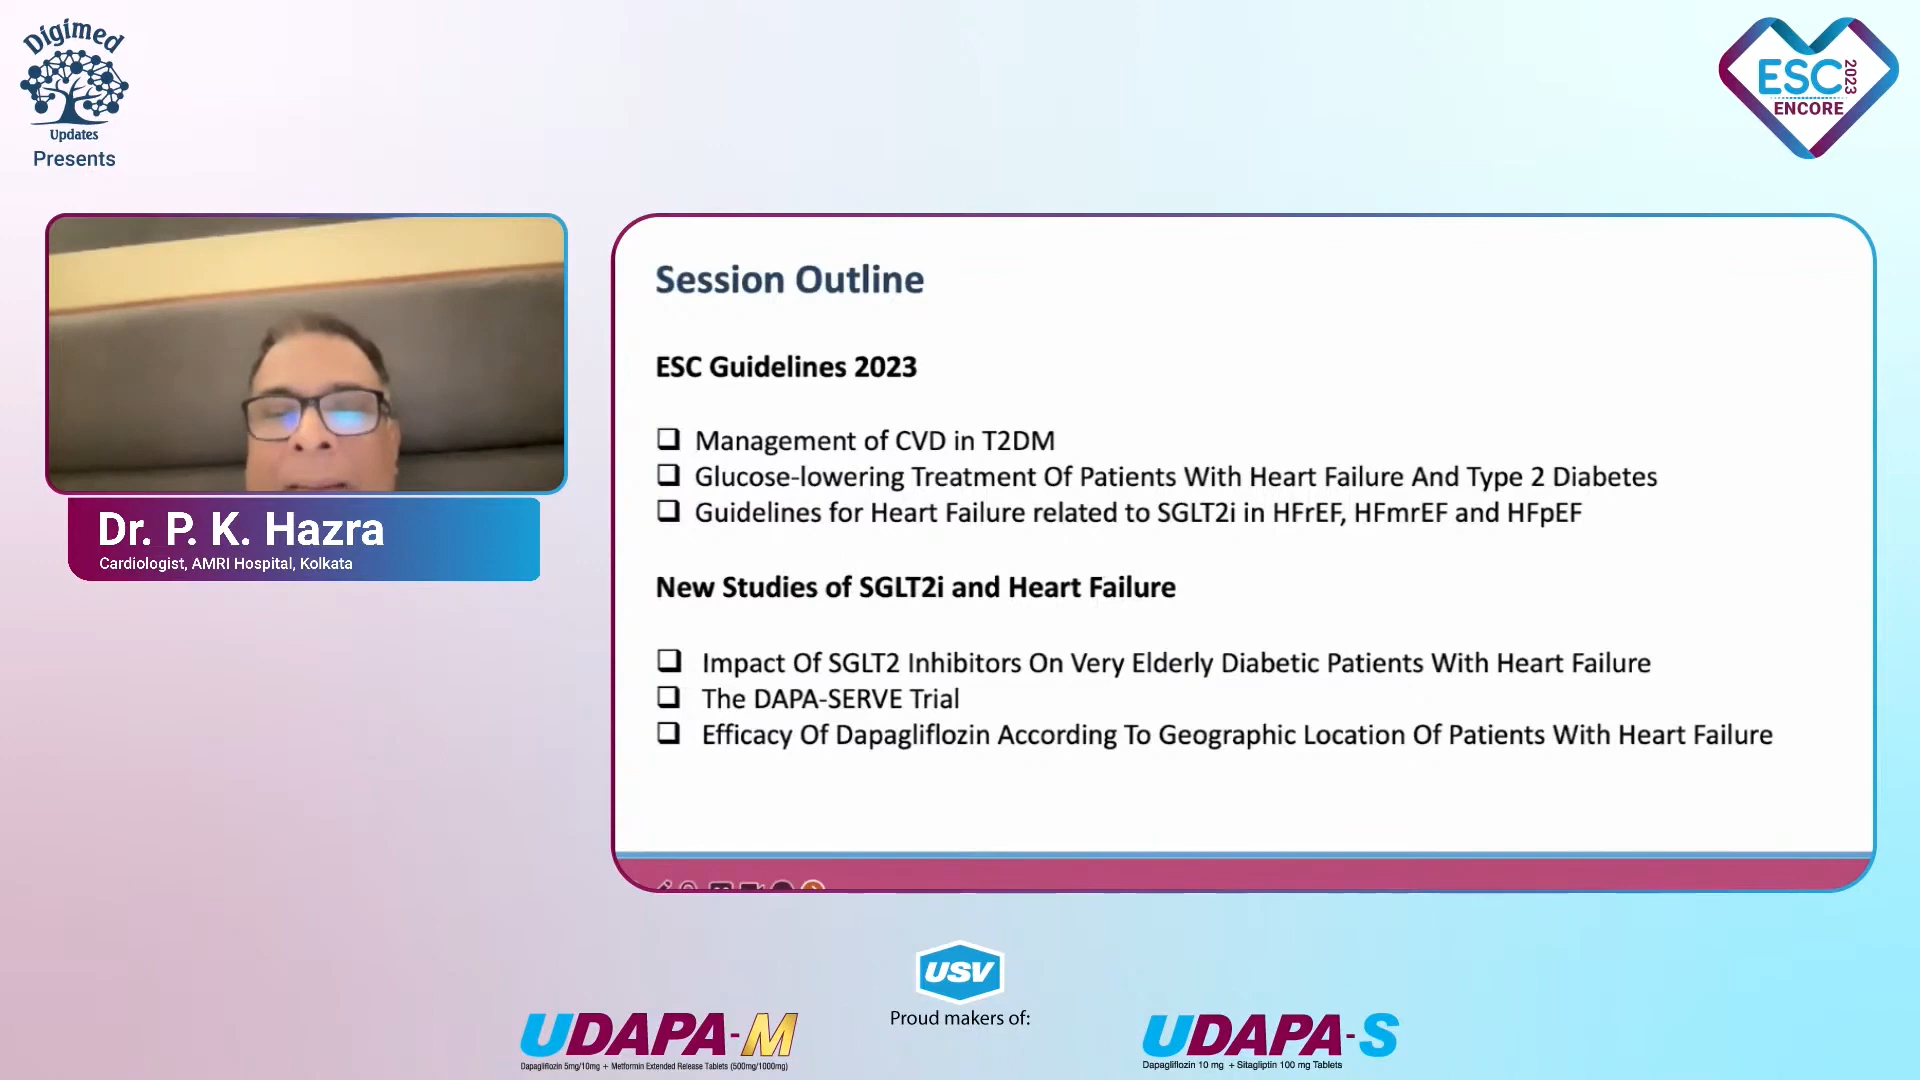 Digimed
Updates
Presents
ESC 2023
ENCORE
Dr. P. K. Hazra
Cardiologist, AMRI Hospital, Kolkata
Session Outline
ESC Guidelines 2023
Management of CVD in T2DM
Glucose-lowering Treatment Of Patients With Heart Failure And Type 2 Diabetes
Guidelines for Heart Failure related to SGLT2i in HFrEF, HFmrEF and HFpEF
New Studies of SGLT2i and Heart Failure
Impact Of SGLT2 Inhibitors On Very Elderly Diabetic Patients With Heart Failure
The DAPA-SERVE Trial
Efficacy Of Dapagliflozin According To Geographic Location Of Patients With Heart Failure
USV
Proud makers of:
UDAPA-M
Dapagliflozin 5mg/10mg + Metformin Extended Release Tablets (500mg/1000mg)
UDAPA-S
Dapagliflozin 10 mg + Sitagliptin 100 mg Tablets